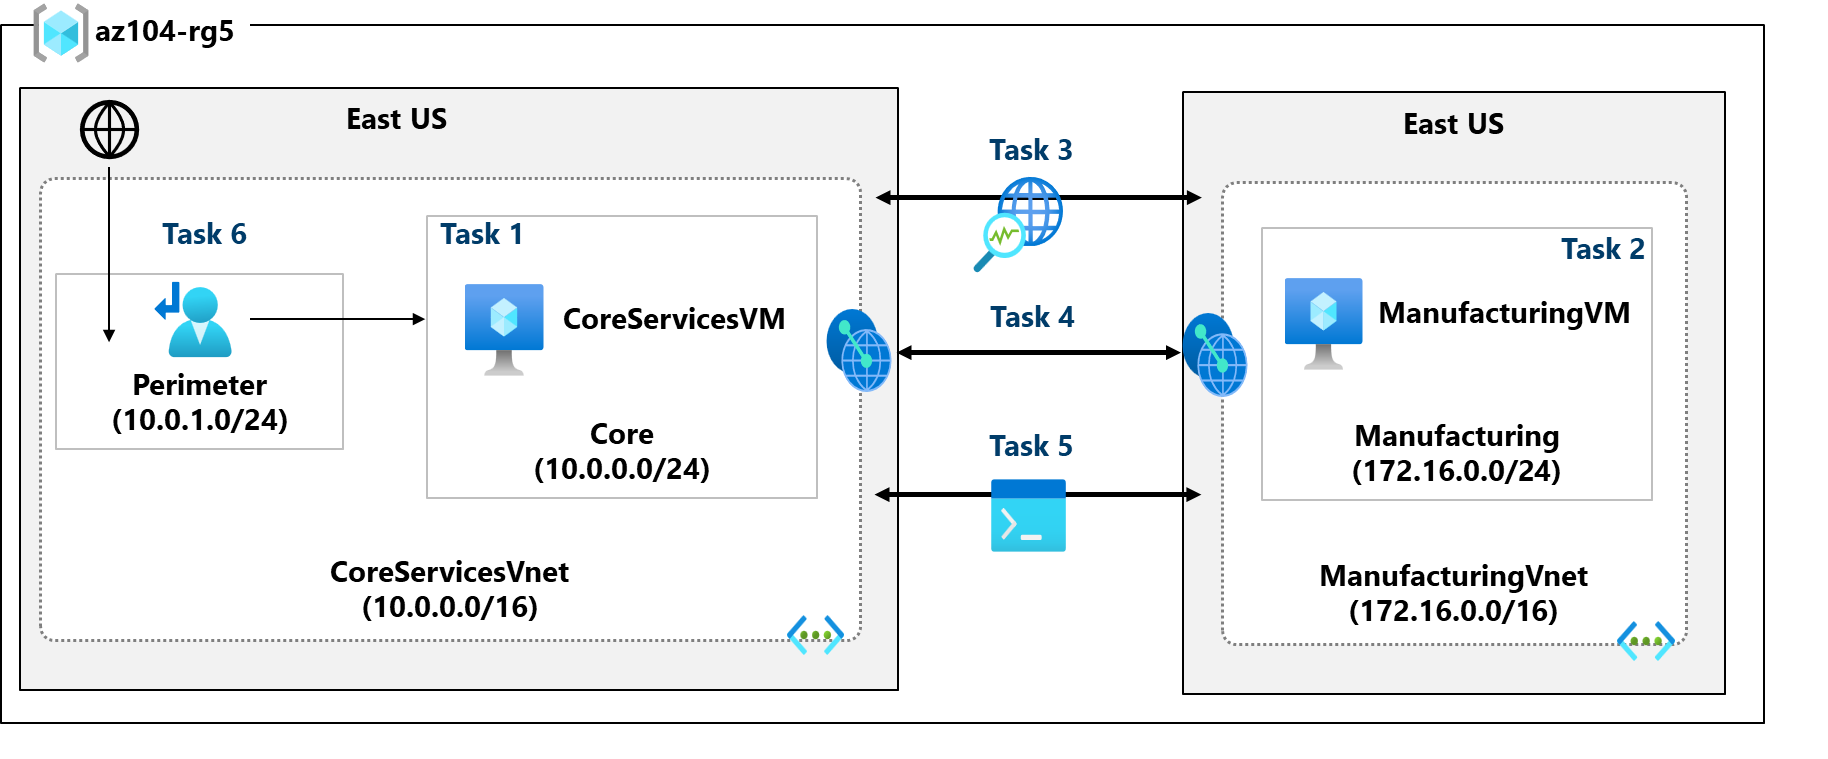 az104-rg5
East US
Task 6
Perimeter
(10.0.1.0/24)
Task 1
CoreServicesVM
Core
(10.0.0.0/24)
CoreServicesVnet
(10.0.0.0/16)
Task 3
Task 4
Task 5
East US
Task 2
ManufacturingVM
Manufacturing
(172.16.0.0/24)
ManufacturingVnet
(172.16.0.0/16)